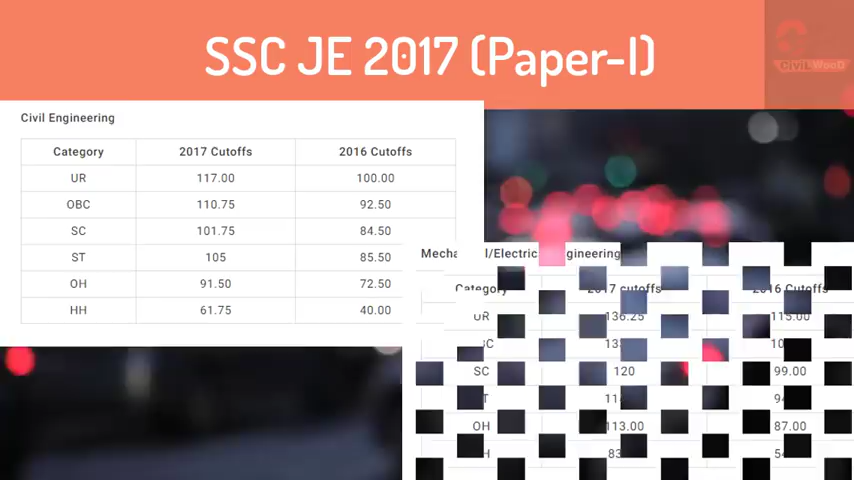 SSC JE 2017 (Paper-I)
CiviL WooD
Civil Engineering
Category 2017 Cutoffs 2016 Cutoffs
UR 117.00 100.00
OBC 110.75 92.50
SC 101.75 84.50
ST 105 85.50
OH 91.50 72.50
HH 61.75 40.00
Category 2017 cutoffs 2016 Cutoffs
UR 136.25 115.00
SC 120 99.00
OH 113.00 87.00